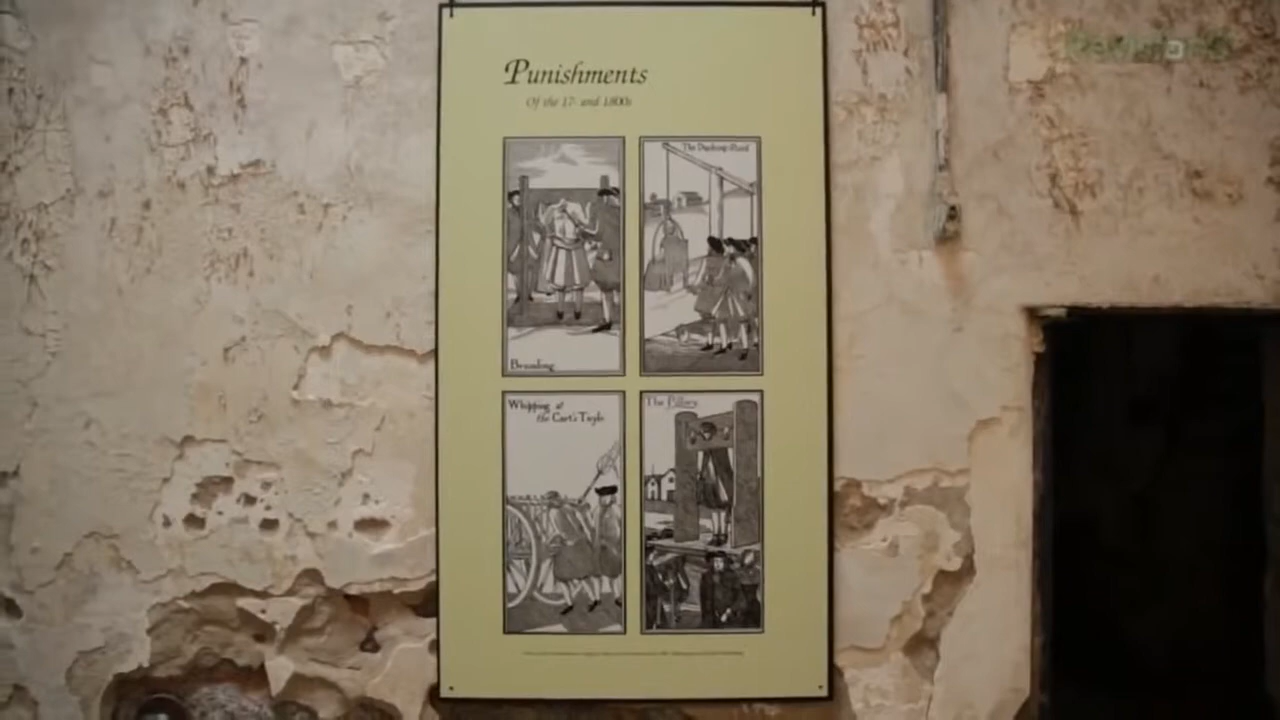 Punishments
Of the 17- and 1800s
The Ducking Stool
Branding
Whipping at
the Cart's Tayle
The Pillory